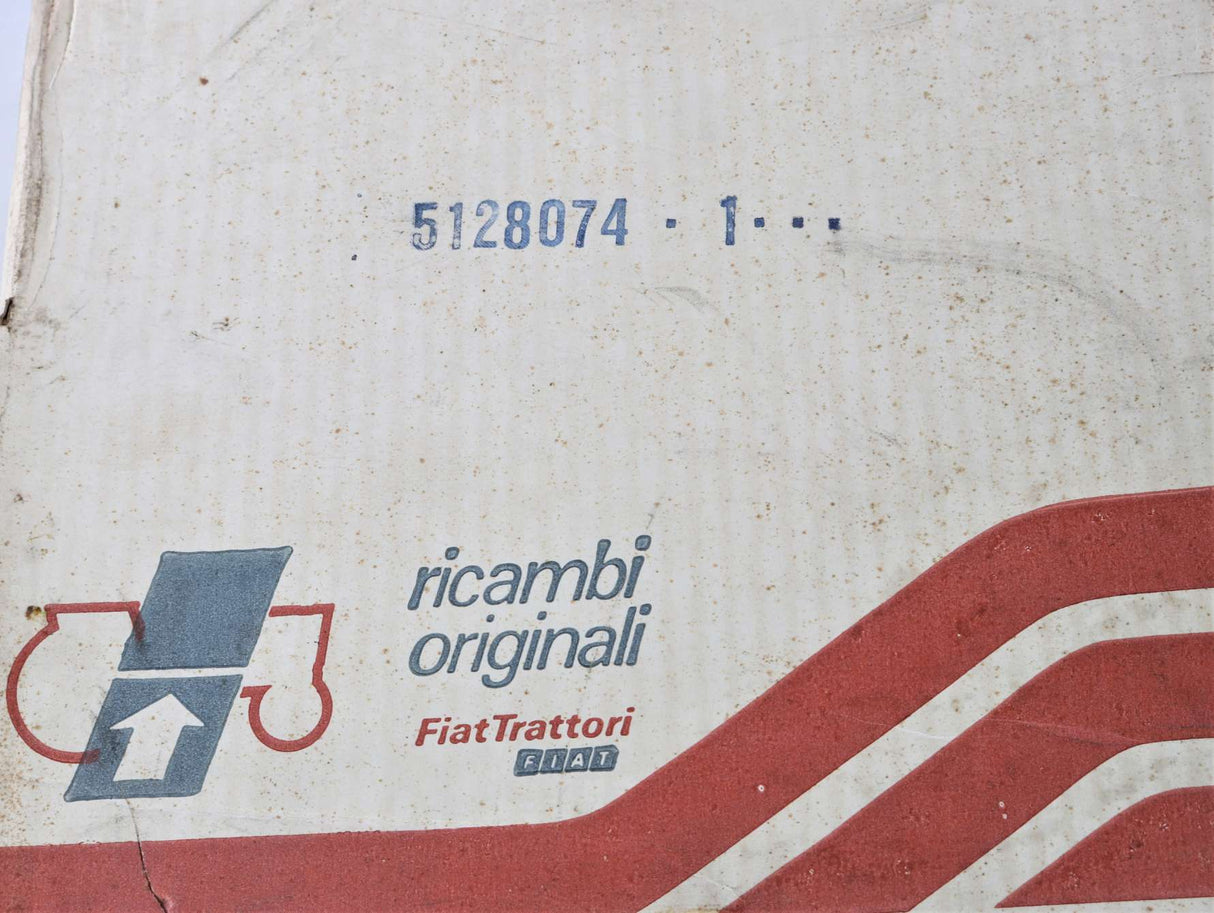 5128074 · 1···
ricambi
originali
FiatTrattori
FIAT